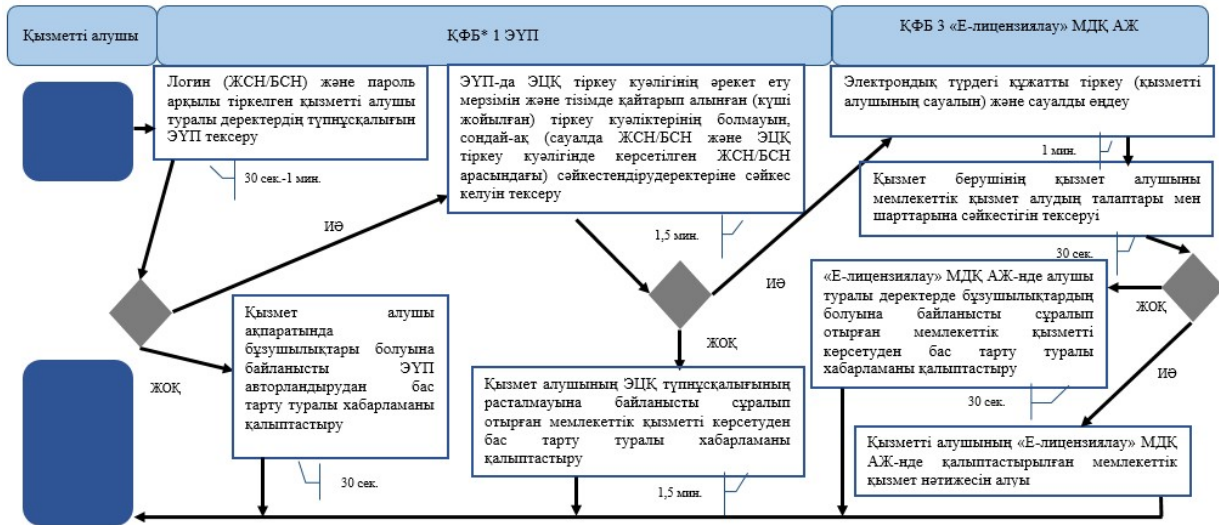 Қызметті алушы
ҚФБ* 1 ЭҮП
ҚФБ 3 «Е-лицензиялау» МДҚ АЖ
Логин (ЖСН/БСН) және пароль
арқылы тіркелген қызметті алушы
туралы деректердің түпнұсқалығын
ЭҮП тексеру
30 сек.-1 мин.
ЭҮП-да ЭЦҚ тіркеу куәлігінің әрекет ету
мерзімін және тізімде қайтарып алынған (күші
жойылған) тіркеу куәліктерінің болмауын,
сондай-ақ (сауалда ЖСН/БСН және ЭЦҚ
тіркеу куәлігінде көрсетілген ЖСН/БСН
арасындағы) сәйкестендірудеректеріне сәйкес
келуін тексеру
1,5 мин.
Электрондық түрдегі құжатты тіркеу (қызметті
алушының сауалын) және сауалды өңдеу
1 мин.
Қызмет берушінің қызмет алушыны
мемлекеттік қызмет алудың талаптары мен
шарттарына сәйкестігін тексеруі
30 сек.
ИӘ
ИӘ
ЖОҚ
Қызмет алушы
ақпаратында
бұзушылықтары болуына
байланысты ЭҮП
авторландырудан бас
тарту туралы хабарламаны
қалыптастыру
30 сек.
ЖОҚ
Қызмет алушының ЭЦҚ түпнұсқалығының
расталмауына байланысты сұралып
отырған мемлекеттік қызметті көрсетуден
бас тарту туралы хабарламаны
қалыптастыру
1,5 мин.
«Е-лицензиялау» МДҚ АЖ-нде алушы
туралы деректерде бұзушылықтардың
болуына байланысты сұралып
отырған мемлекеттік қызметті
көрсетуден бас тарту туралы
хабарламаны қалыптастыру
30 сек.
ЖОҚ
ИӘ
Қызметті алушының «Е-лицензиялау» МДҚ
АЖ-нде қалыптастырылған мемлекеттік
қызмет нәтижесін алуы